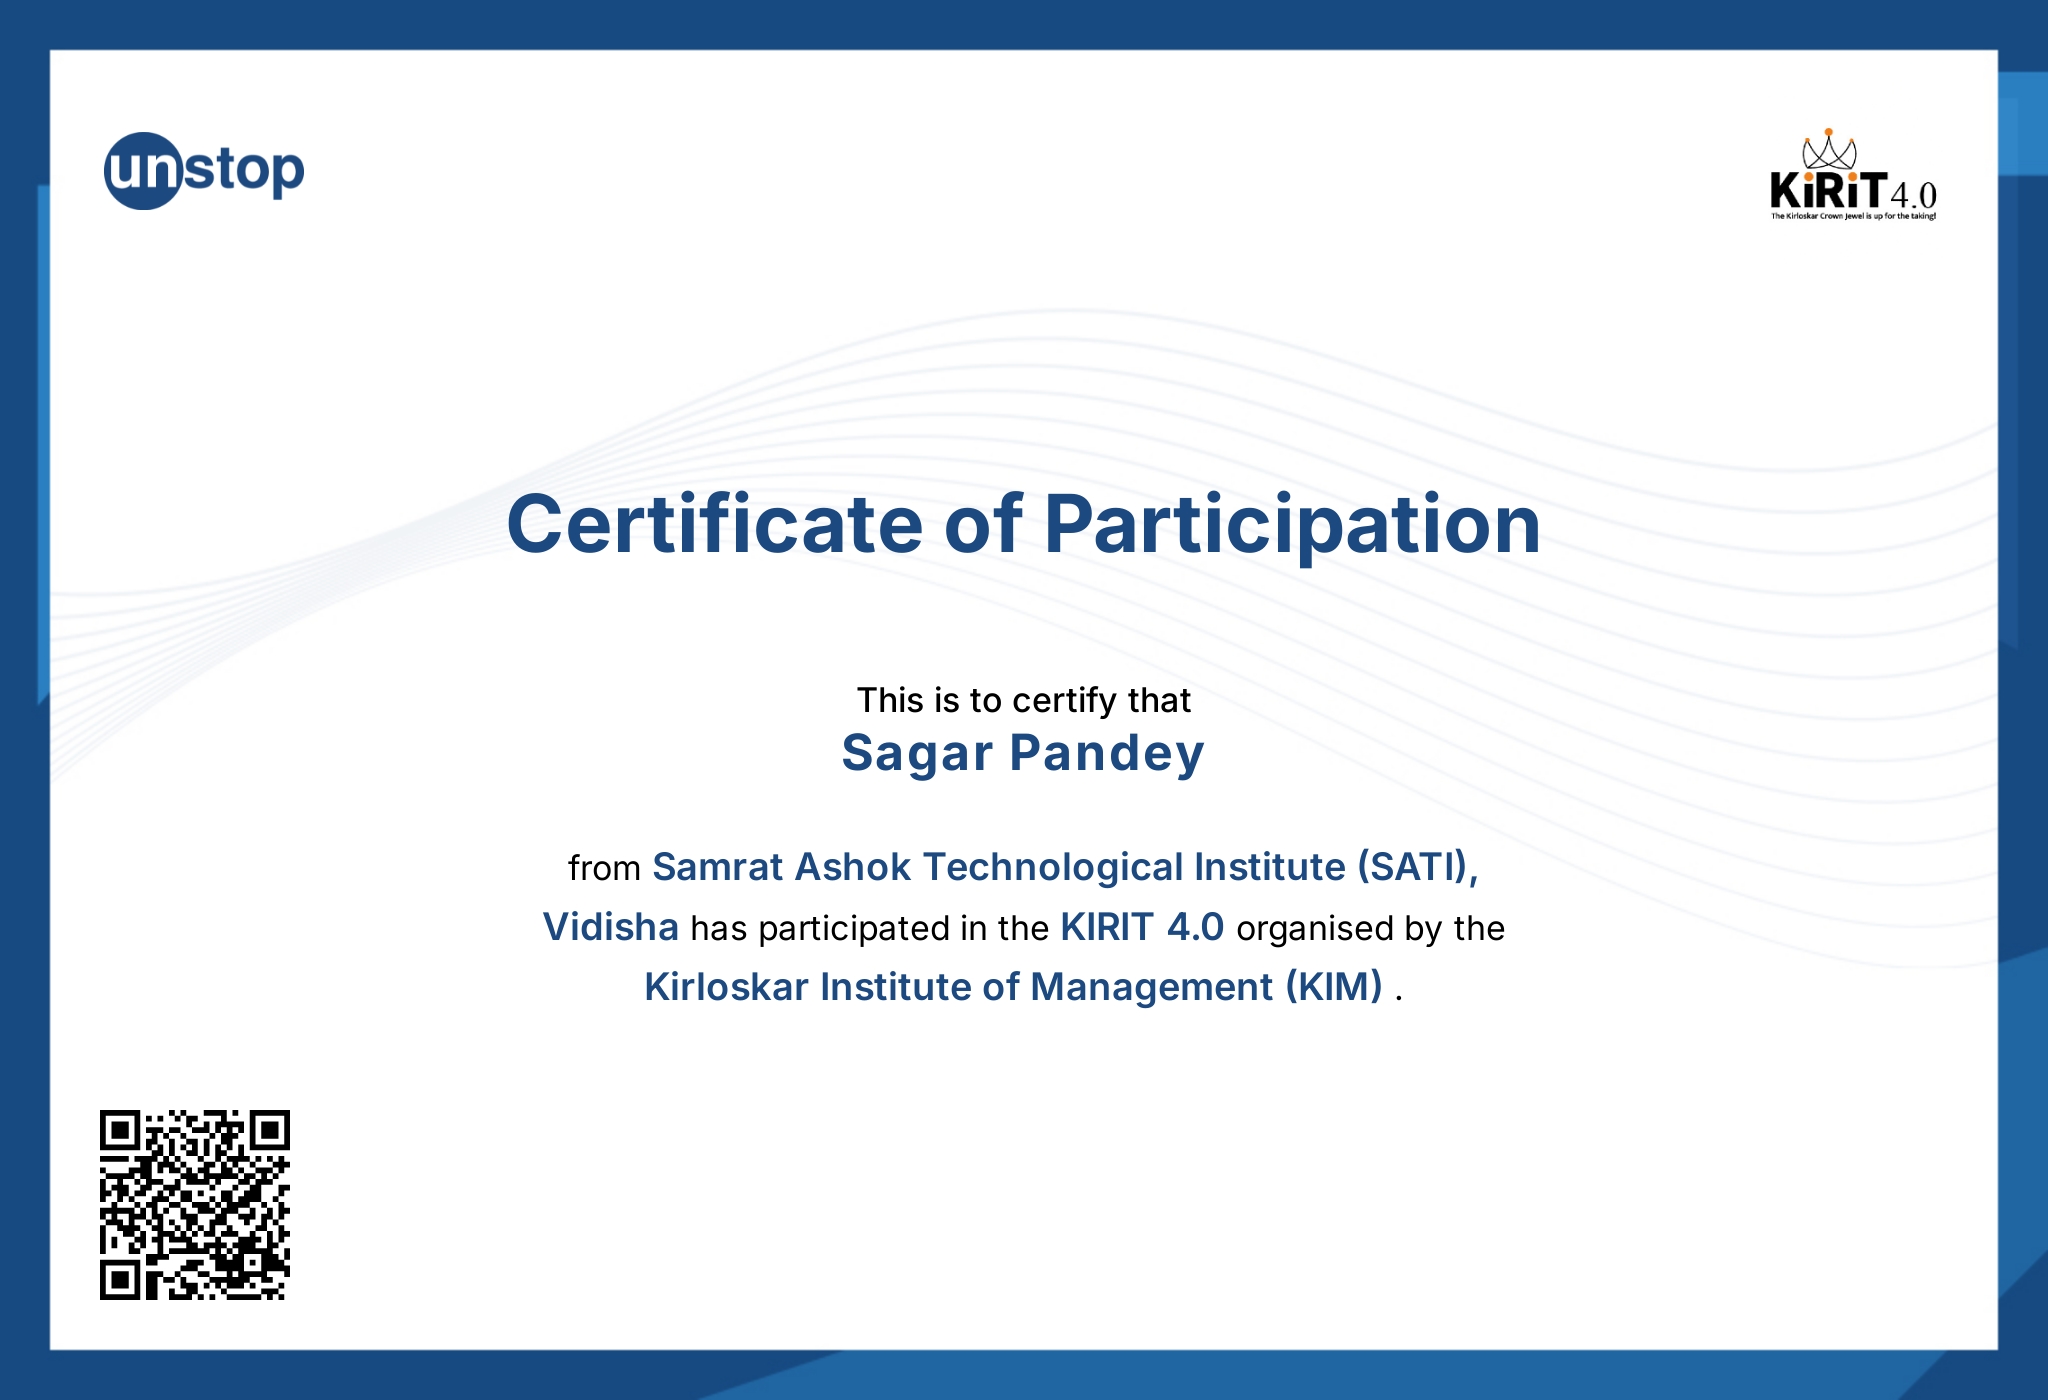 unstop
KiRiT 4.0
The Kirloskar Crown Jewel is up for the taking!
Certificate of Participation
This is to certify that
Sagar Pandey
from Samrat Ashok Technological Institute (SATI),
Vidisha has participated in the KIRIT 4.0 organised by the
Kirloskar Institute of Management (KIM) .